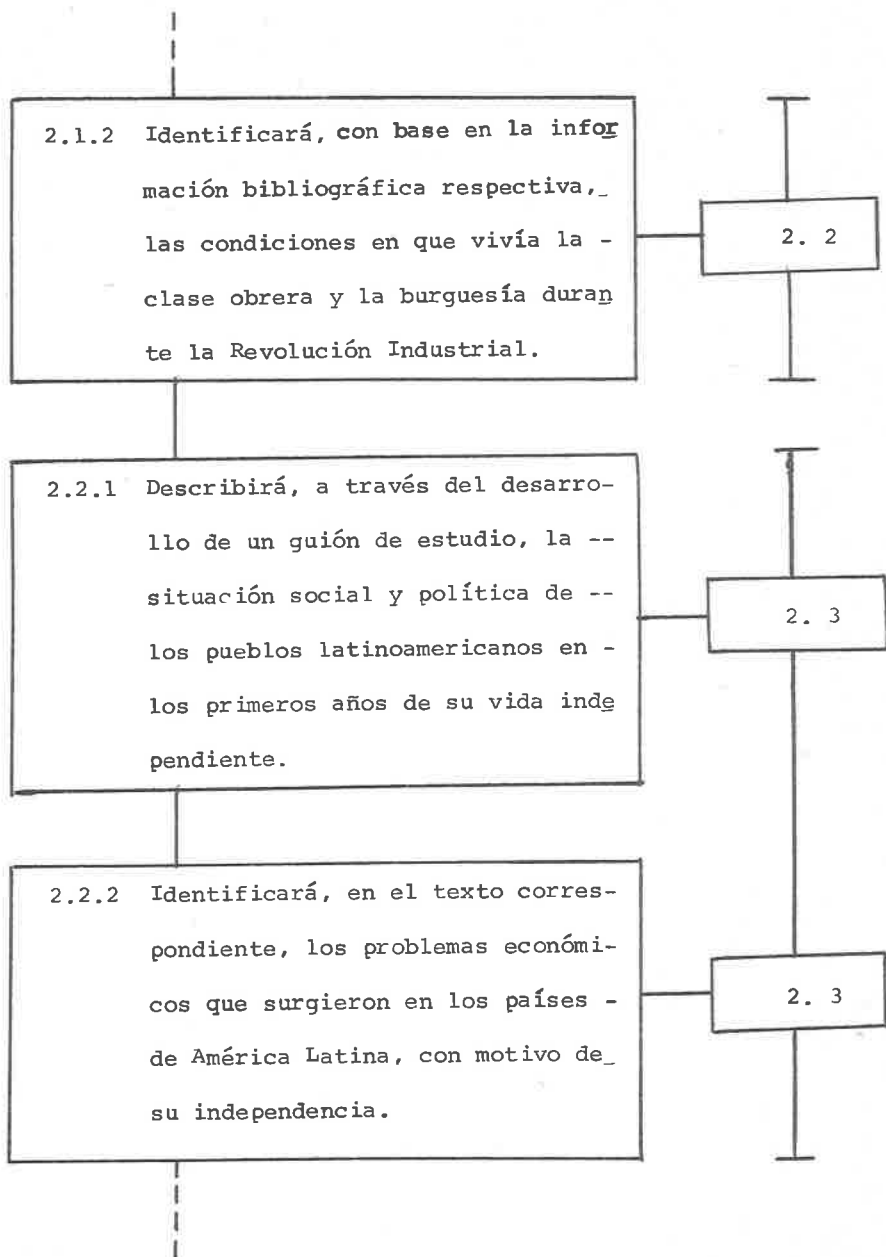 2.1.2 Identificará, con base en la infor
mación bibliográfica respectiva,_
las condiciones en que vivía la -
clase obrera y la burguesía duran
te la Revolución Industrial.
2. 2
2.2.1 Describirá, a través del desarro-
llo de un guión de estudio, la --
situación social y política de --
los pueblos latinoamericanos en -
los primeros años de su vida inde
pendiente.
2. 3
2.2.2 Identificará, en el texto corres-
pondiente, los problemas económi-
cos que surgieron en los países -
de América Latina, con motivo de_
su independencia.
2. 3